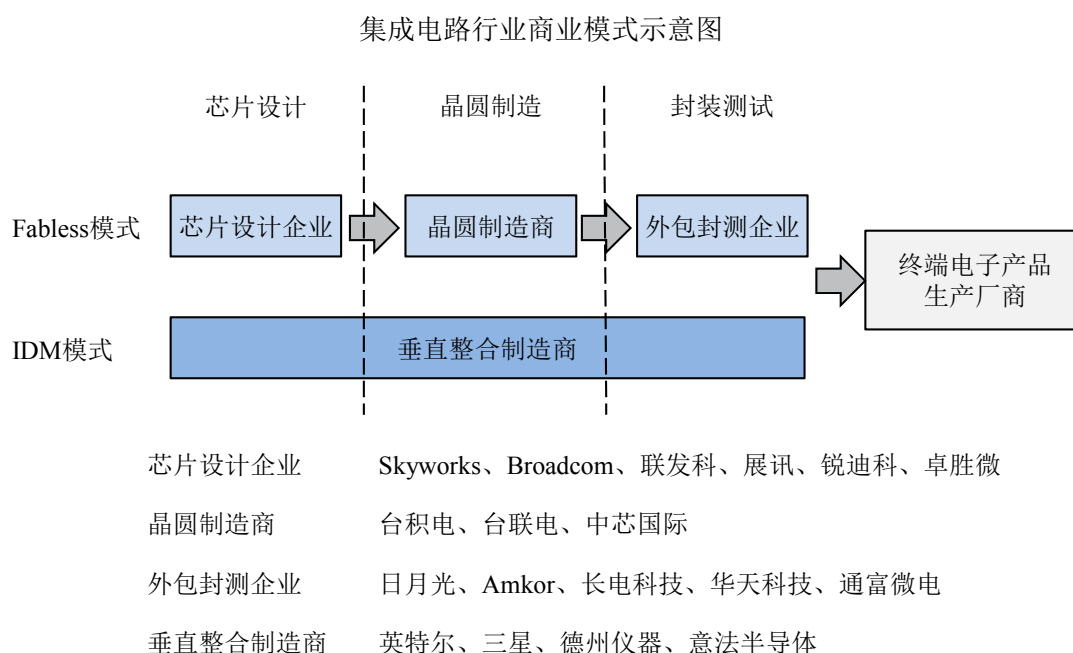 集成电路行业商业模式示意图
芯片设计 晶圆制造 封装测试
Fabless模式 芯片设计企业 晶圆制造商 外包封测企业
终端电子产品
生产厂商
IDM模式 垂直整合制造商
芯片设计企业 Skyworks、Broadcom、联发科、展讯、锐迪科、卓胜微
晶圆制造商 台积电、台联电、中芯国际
外包封测企业 日月光、Amkor、长电科技、华天科技、通富微电
垂直整合制造商 英特尔、三星、德州仪器、意法半导体